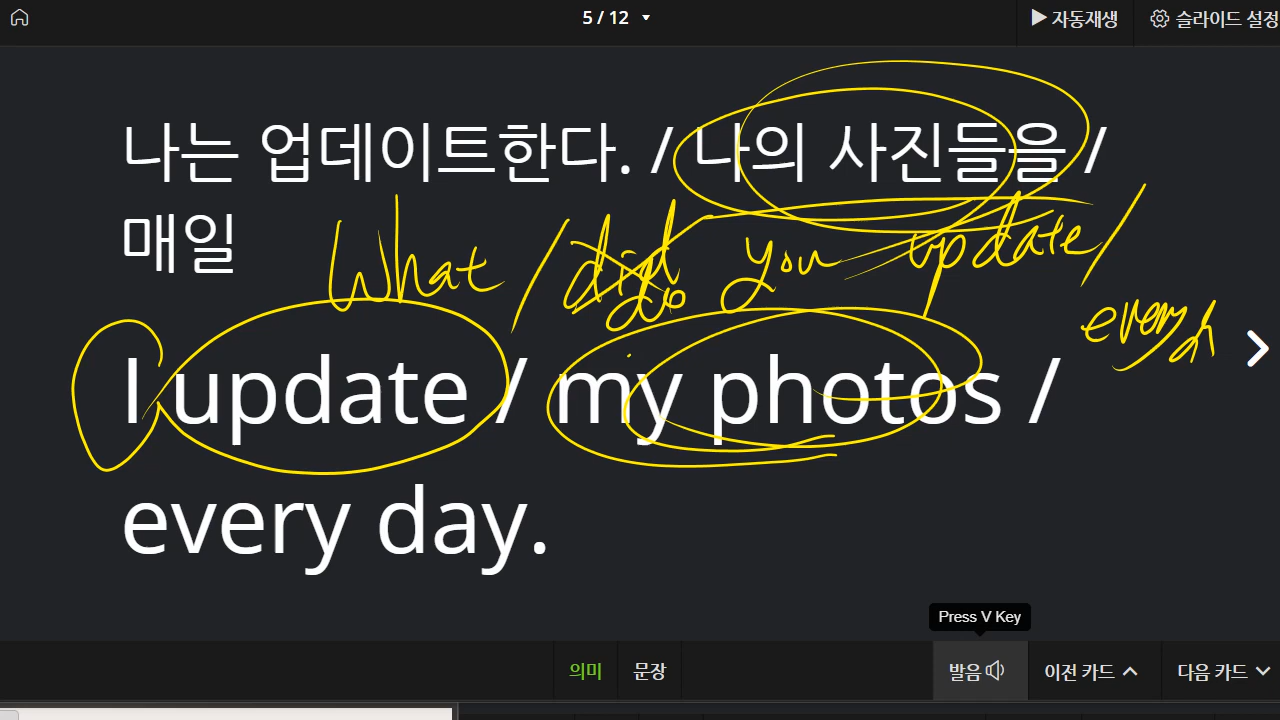 5 / 12
자동재생
슬라이드 설정
나는 업데이트한다. / 나의 사진들을 /
매일
What / did do you update /
every d
I update / my photos /
every day.
Press V Key
의미
문장
발음
이전 카드
다음 카드